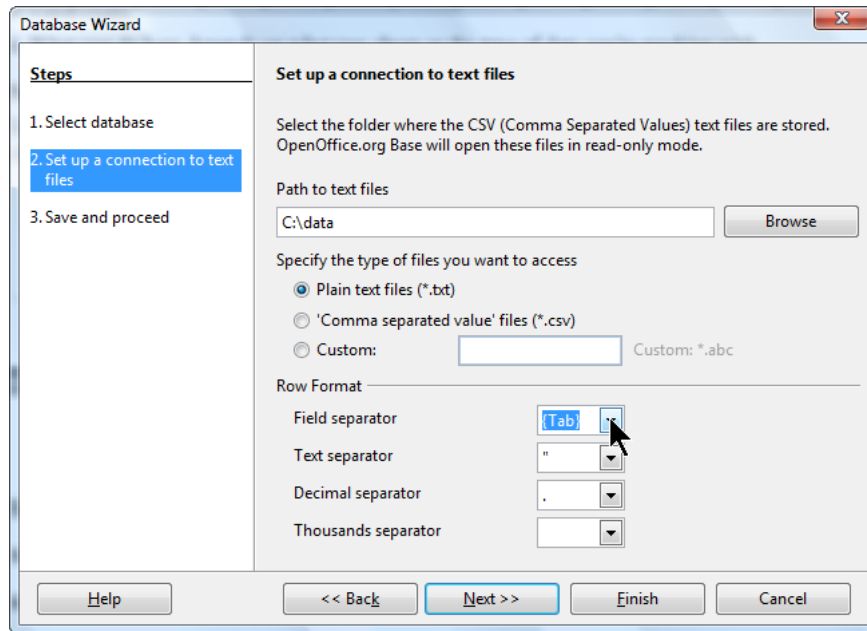 Database Wizard
Steps
1. Select database
2. Set up a connection to text
files
3. Save and proceed
Set up a connection to text files
Select the folder where the CSV (Comma Separated Values) text files are stored.
OpenOffice.org Base will open these files in read-only mode.
Path to text files
C:\data
Browse
Specify the type of files you want to access
Plain text files (*.txt)
'Comma separated value' files (*.csv)
Custom:
Custom: *.abc
Row Format
Field separator {Tab}
Text separator "
Decimal separator .
Thousands separator
Help
<< Back
Next >>
Finish
Cancel